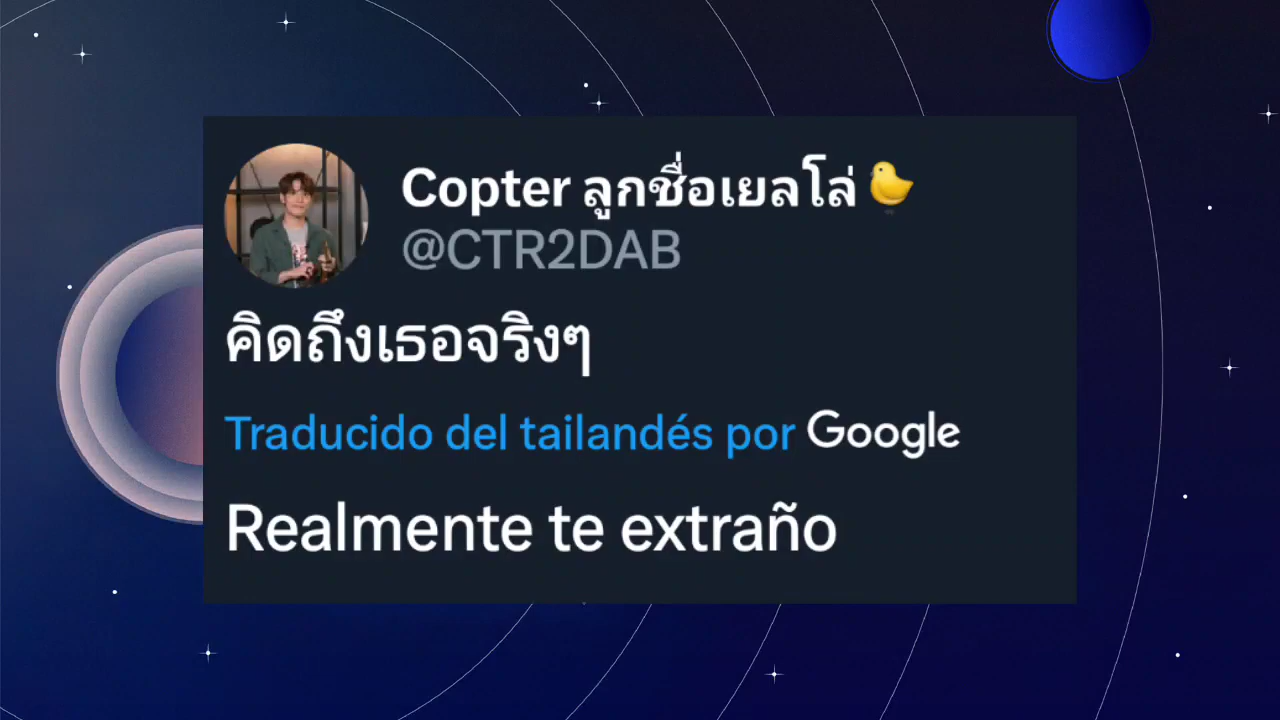 Copter ลูกชื่อเยลโล่ 🐤
@CTR2DAB
คิดถึงเธอจริงๆ
Traducido del tailandés por Google
Realmente te extraño